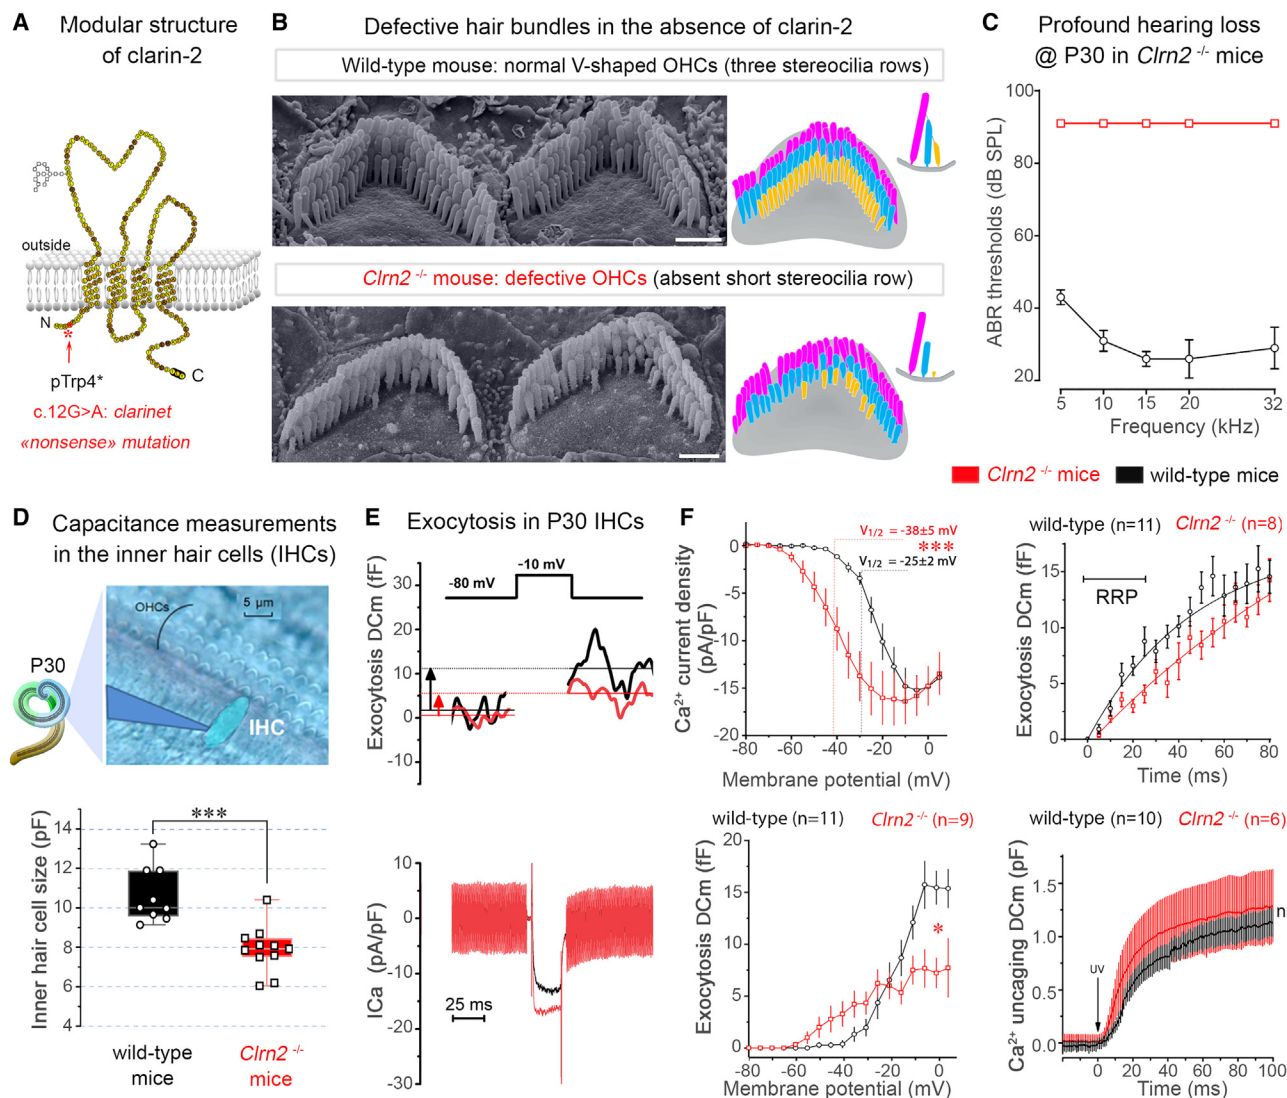 A
Modular structure
of clarin-2
outside
N
*
C
pTrp4*
c.12G>A: clarinet
«nonsense» mutation
B
Defective hair bundles in the absence of clarin-2
Wild-type mouse: normal V-shaped OHCs (three stereocilia rows)
Clrn2 -/- mouse: defective OHCs (absent short stereocilia row)
C
Profound hearing loss
@ P30 in Clrn2 -/- mice
ABR thresholds (dB SPL)
100
80
60
40
20
5
10
15
20
32
Frequency (kHz)
Clrn2 -/- mice
wild-type mice
D
Capacitance measurements
in the inner hair cells (IHCs)
OHCs
5 µm
P30
IHC
Inner hair cell size (pF)
14
12
10
8
6
4
***
wild-type
mice
Clrn2 -/-
mice
E
Exocytosis in P30 IHCs
Exocytosis DCm (fF)
30
20
10
0
-10
-80 mV
-10 mV
ICa (pA/pF)
10
0
-10
-20
-30
25 ms
F
V1/2 = -38±5 mV
***
V1/2 = -25±2 mV
Ca2+ current density
(pA/pF)
0
-5
-10
-15
-20
-80
-60
-40
-20
0
Membrane potential (mV)
wild-type (n=11)
Clrn2 -/- (n=8)
Exocytosis DCm (fF)
15
10
5
0
RRP
0
20
40
60
80
Time (ms)
wild-type (n=11)
Clrn2 -/- (n=9)
Exocytosis DCm (fF)
20
15
10
5
0
*
-80
-60
-40
-20
0
Membrane potential (mV)
wild-type (n=10)
Clrn2 -/- (n=6)
Ca2+ uncaging DCm (pF)
1.5
1.0
0.5
0.0
UV
n
-20
0
20
40
60
80
100
Time (ms)